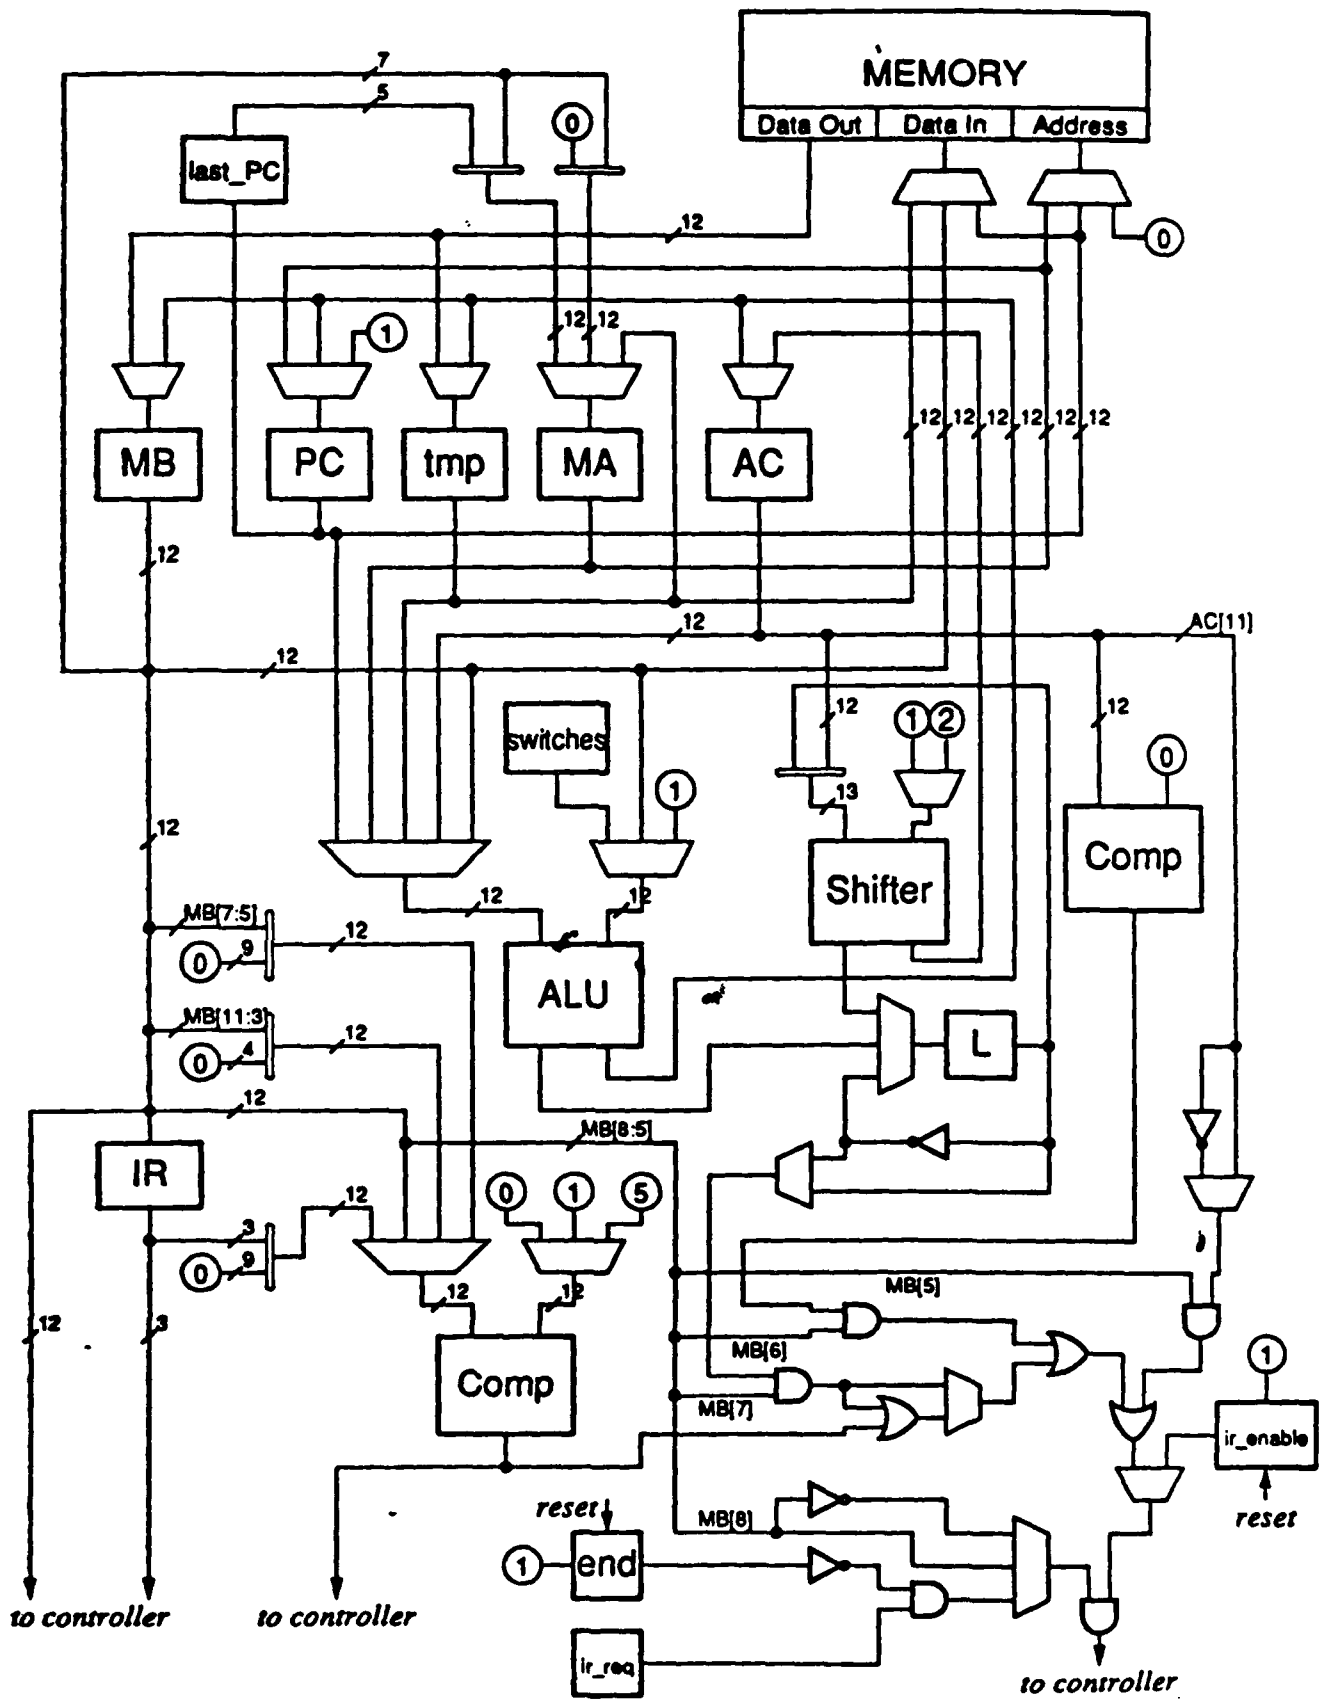 MEMORY
Data Out Data In Address
7
5
0
last_PC
12
0
1
12 12
12 12 12 12 12 12
MB PC tmp MA AC
12
12
AC[11]
12
12
12
switches
1 2
0
1
13
12
Comp
Shifter
12 12
MB[7:5]
0 9
12
ALU
MB[11:3]
0 4
12
L
12
MB[8:5]
IR
0 1 5
12
3
0 9
MB[5]
12 12
12
3
MB[6]
1
Comp
MB[7]
ir_enable
reset
MB[8]
reset
1
end
to controller
to controller
ir_req
to controller